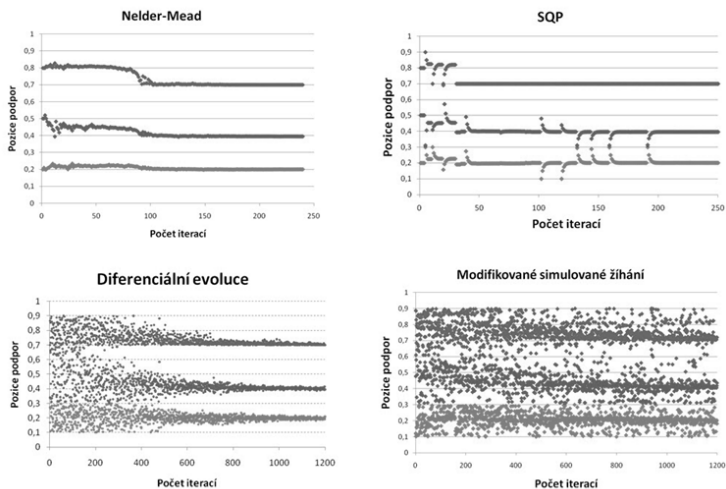 Nelder-Mead
Pozice podpor
1
0,9
0,8
0,7
0,6
0,5
0,4
0,3
0,2
0,1
0
0 50 100 150 200 250
Počet iterací
SQP
Pozice podpor
1
0,9
0,8
0,7
0,6
0,5
0,4
0,3
0,2
0,1
0
0 50 100 150 200 250
Počet iterací
Diferenciální evoluce
Pozice podpor
1
0,9
0,8
0,7
0,6
0,5
0,4
0,3
0,2
0,1
0
0 200 400 600 800 1000 1200
Počet iterací
Modifikované simulované žíhání
Pozice podpor
1
0,9
0,8
0,7
0,6
0,5
0,4
0,3
0,2
0,1
0
0 200 400 600 800 1000 1200
Počet iterací